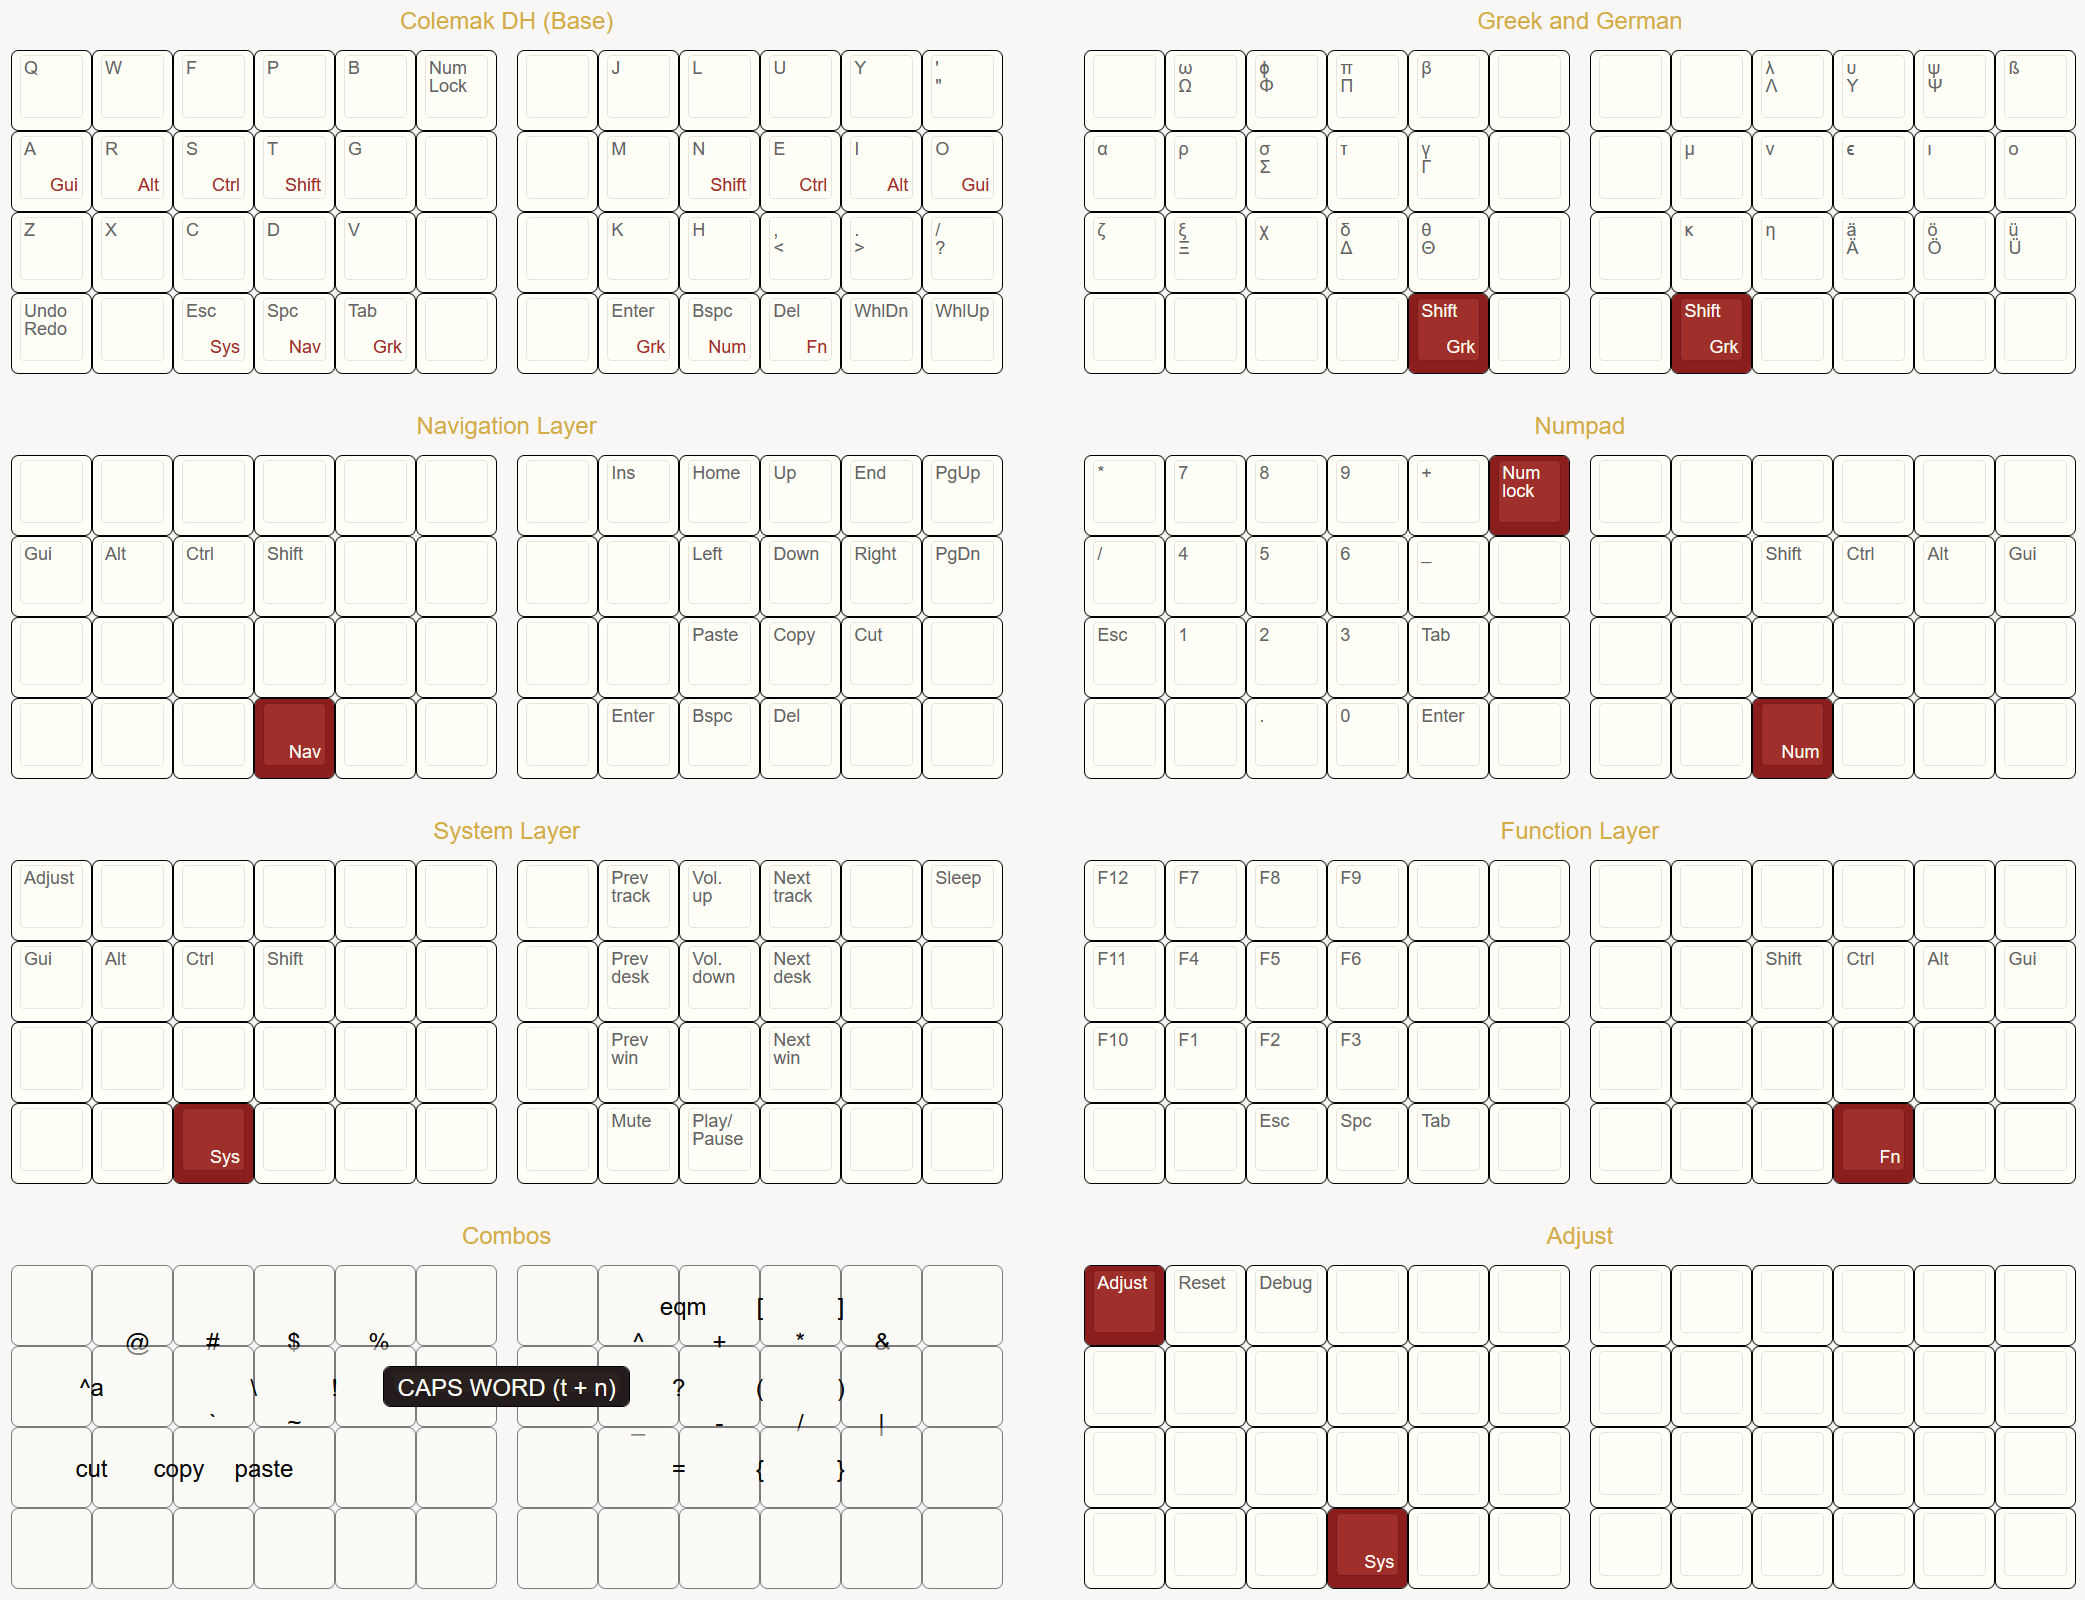 Colemak DH (Base)
Q W F P B Num J L U Y '
Lock "
A R S T G M N E I O
Gui Alt Ctrl Shift Shift Ctrl Alt Gui
Z X C D V K H , . /
< > ?
Undo Esc Spc Tab Enter Bspc Del WhlDn WhlUp
Redo
Sys Nav Grk Grk Num Fn
Greek and German
ω ϕ π β λ υ ψ ß
Ω Φ Π Λ Υ Ψ
α ρ σ τ γ μ ν ϵ ι ο
Σ Γ
ζ ξ χ δ θ κ η ä ö ü
Ξ Δ Θ Ä Ö Ü
Shift Shift
Grk Grk
Navigation Layer
Ins Home Up End PgUp
Gui Alt Ctrl Shift Left Down Right PgDn
Paste Copy Cut
Enter Bspc Del
Nav
Numpad
* 7 8 9 + Num
lock
/ 4 5 6 _ Shift Ctrl Alt Gui
Esc 1 2 3 Tab
. 0 Enter
Num
System Layer
Adjust Prev Vol. Next Sleep
track up track
Gui Alt Ctrl Shift Prev Vol. Next
desk down desk
Prev Next
win win
Mute Play/
Pause
Sys
Function Layer
F12 F7 F8 F9
F11 F4 F5 F6 Shift Ctrl Alt Gui
F10 F1 F2 F3
Esc Spc Tab
Fn
Combos
eqm [ ]
@ # $ % ^ + * &
^a \ ! CAPS WORD (t + n) ? ( )
` ~ _ - / |
cut copy paste = { }
Adjust
Adjust Reset Debug
Sys